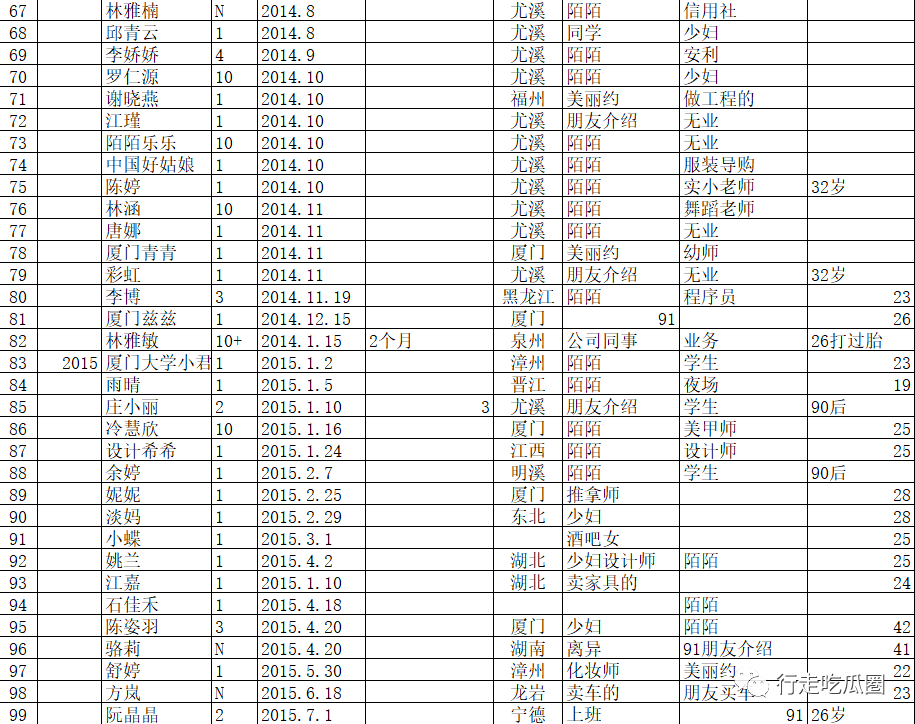 67 林雅楠 N 2014.8 尤溪 陌陌 信用社
68 邱青云 1 2014.8 尤溪 同学 少妇
69 李娇娇 4 2014.9 尤溪 陌陌 安利
70 罗仁源 10 2014.10 尤溪 陌陌 少妇
71 谢晓燕 1 2014.10 福州 美丽约 做工程的
72 江瑾 1 2014.10 尤溪 朋友介绍 无业
73 陌陌乐乐 10 2014.10 尤溪 陌陌 无业
74 中国好姑娘 1 2014.10 尤溪 陌陌 服装导购
75 陈婷 1 2014.10 尤溪 陌陌 实小老师 32岁
76 林涵 10 2014.11 尤溪 陌陌 舞蹈老师
77 唐娜 1 2014.11 尤溪 陌陌 无业
78 厦门青青 1 2014.11 厦门 美丽约 幼师
79 彩虹 1 2014.11 尤溪 朋友介绍 无业 32岁
80 李博 3 2014.11.19 黑龙江 陌陌 程序员 23
81 厦门兹兹 1 2014.12.15 厦门 91 26
82 林雅敏 10+ 2014.1.15 2个月 泉州 公司同事 业务 26打过胎
83 2015 厦门大学小君 1 2015.1.2 漳州 陌陌 学生 23
84 雨晴 1 2015.1.5 晋江 陌陌 夜场 19
85 庄小丽 2 2015.1.10 3 尤溪 朋友介绍 学生 90后
86 冷慧欣 10 2015.1.16 厦门 陌陌 美甲师 25
87 设计希希 1 2015.1.24 江西 陌陌 设计师 25
88 余婷 1 2015.2.7 明溪 陌陌 学生 90后
89 妮妮 1 2015.2.25 厦门 推拿师 28
90 淡妈 1 2015.2.29 东北 少妇 28
91 小蝶 1 2015.3.1 酒吧女 25
92 姚兰 1 2015.4.2 湖北 少妇设计师 陌陌 25
93 江嘉 1 2015.1.10 湖北 卖家具的 24
94 石佳禾 1 2015.4.18 陌陌
95 陈姿羽 3 2015.4.20 厦门 少妇 陌陌 42
96 骆莉 N 2015.4.20 湖南 离异 91朋友介绍 41
97 舒婷 1 2015.5.30 漳州 化妆师 美丽约 22
98 方岚 N 2015.6.18 龙岩 卖车的 朋友买车 23
99 阮晶晶 2 2015.7.1 宁德 上班 91 26岁
行走吃瓜圈